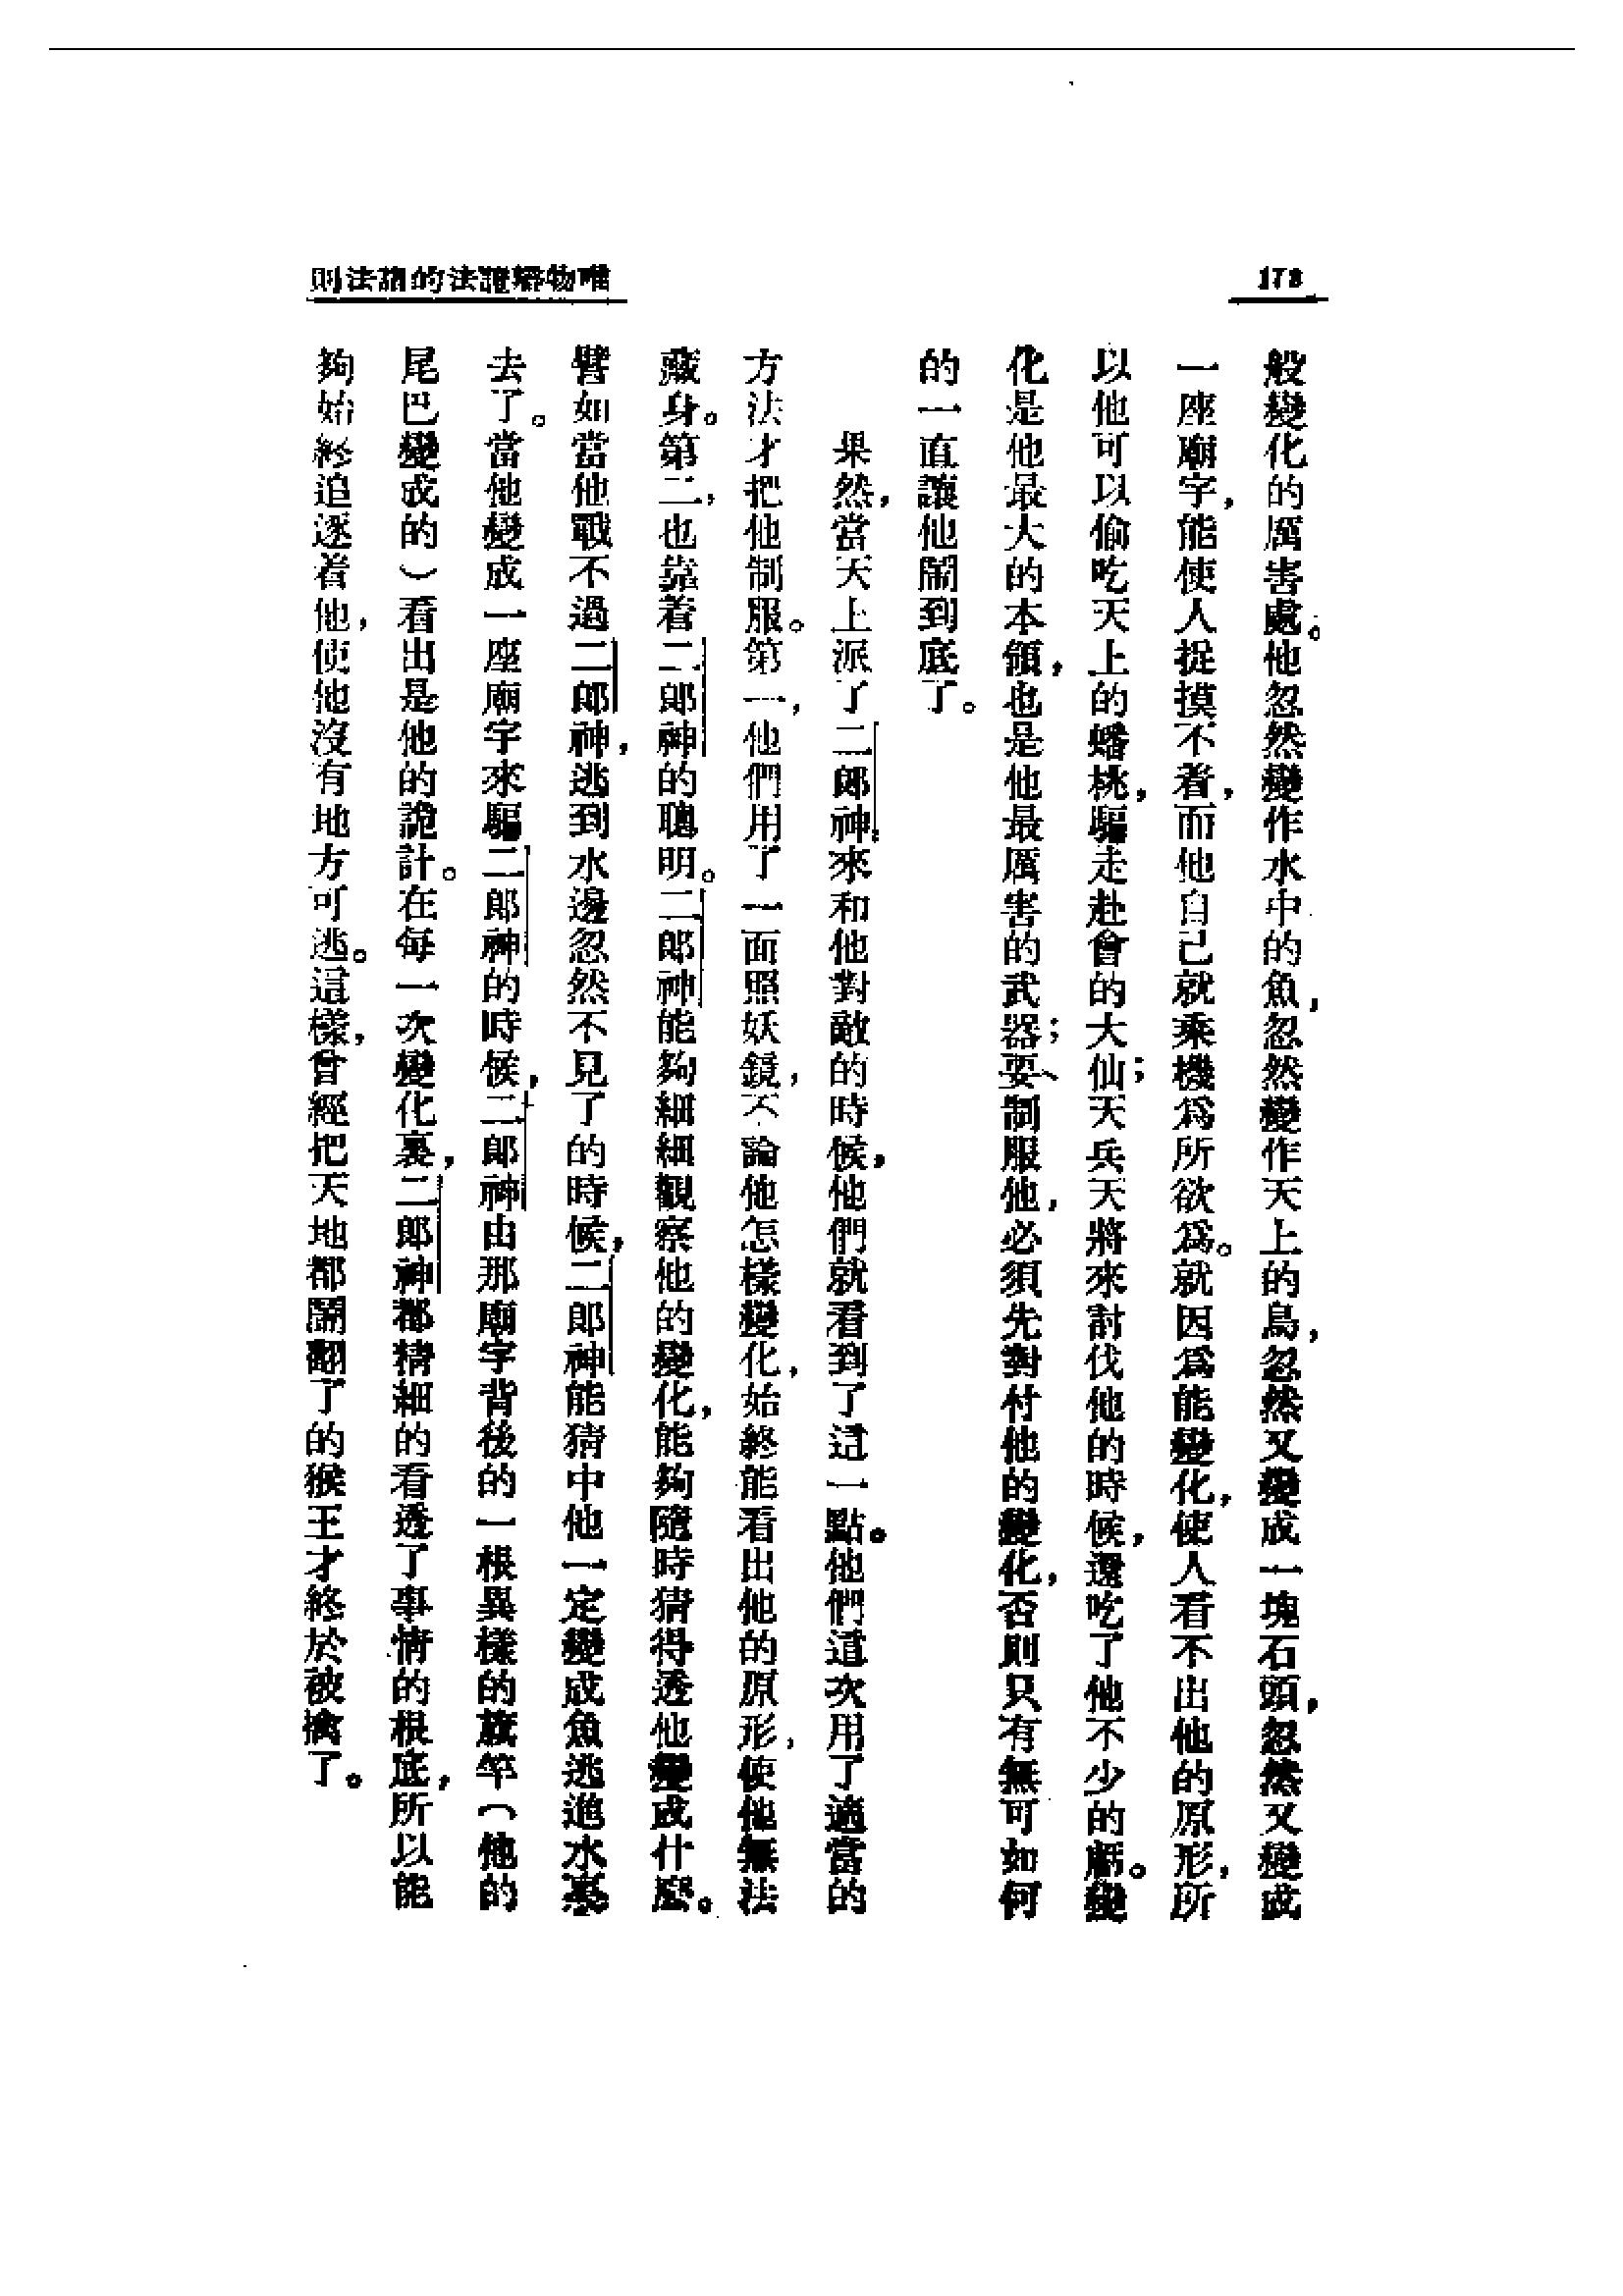 178
唯物辯證法的諸法則
般變化的厲害處。他忽然變作水中的魚，忽然變作天上的鳥，忽然又變成一塊石頭，忽然又變成
一座廟宇，能使人捉摸不着，而他自己就乘機爲所欲爲。就因爲能變化，使人看不出他的原形，所
以他可以偷吃天上的蟠桃，騙走赴會的大仙；天兵天將來討伐他的時候，還吃了他不少的虧。變
化是他最大的本領，也是他最厲害的武器；要制服他，必須先對付他的變化，否則只有無可如何
的一直讓他鬧到底了。
果然，當天上派了二郎神，來和他對敵的時候，他們就看到了這一點。他們這次用了適當的
方法才把他制服。第一，他們用了一面照妖鏡，不論他怎樣變化，始終能看出他的原形，使他無法
藏身。第二，也靠着二郎神的聰明。二郎神能夠細細觀察他的變化，能夠隨時猜得透他變成什麼。
譬如當他戰不過二郎神，逃到水邊忽然不見了的時候，二郎神能猜中他一定變成魚逃進水裏
去了。當他變成一座廟宇來騙二郎神的時候，二郎神由那廟宇背後的一根異樣的旗竿（他的
尾巴變成的）看出是他的詭計。在每一次變化裏，二郎神都精細的看透了事情的根底，所以能
夠始終追逐着他，使他沒有地方可逃。這樣，曾經把天地都鬧翻了的猴王才終於被擒了。